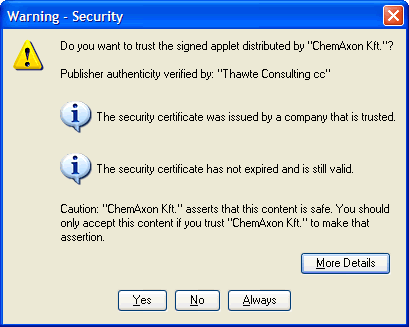 Warning - Security
Do you want to trust the signed applet distributed by "ChemAxon Kft."?
Publisher authenticity verified by: "Thawte Consulting cc"
The security certificate was issued by a company that is trusted.
The security certificate has not expired and is still valid.
Caution: "ChemAxon Kft." asserts that this content is safe. You should
only accept this content if you trust "ChemAxon Kft." to make that
assertion.
More Details
Yes No Always